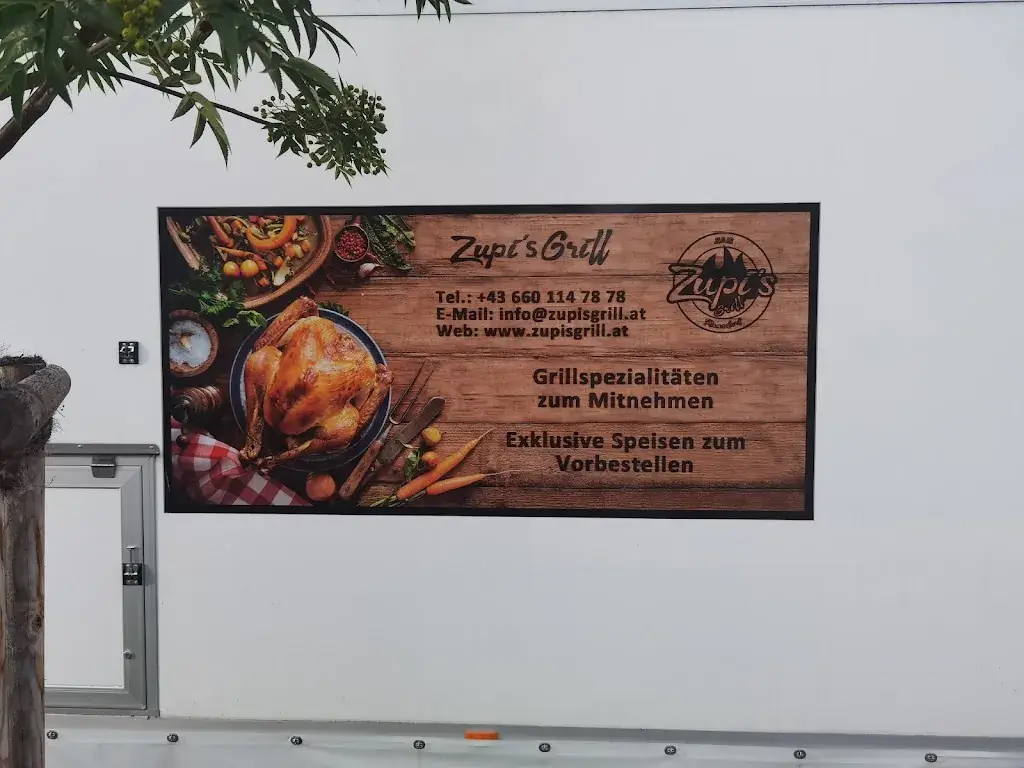 Zupi's Grill
Tel.: +43 660 114 78 78
E-Mail: info@zupisgrill.at
Web: www.zupisgrill.at
Zupi's
Grill
Grillspezialitäten
zum Mitnehmen
Exklusive Speisen zum
Vorbestellen